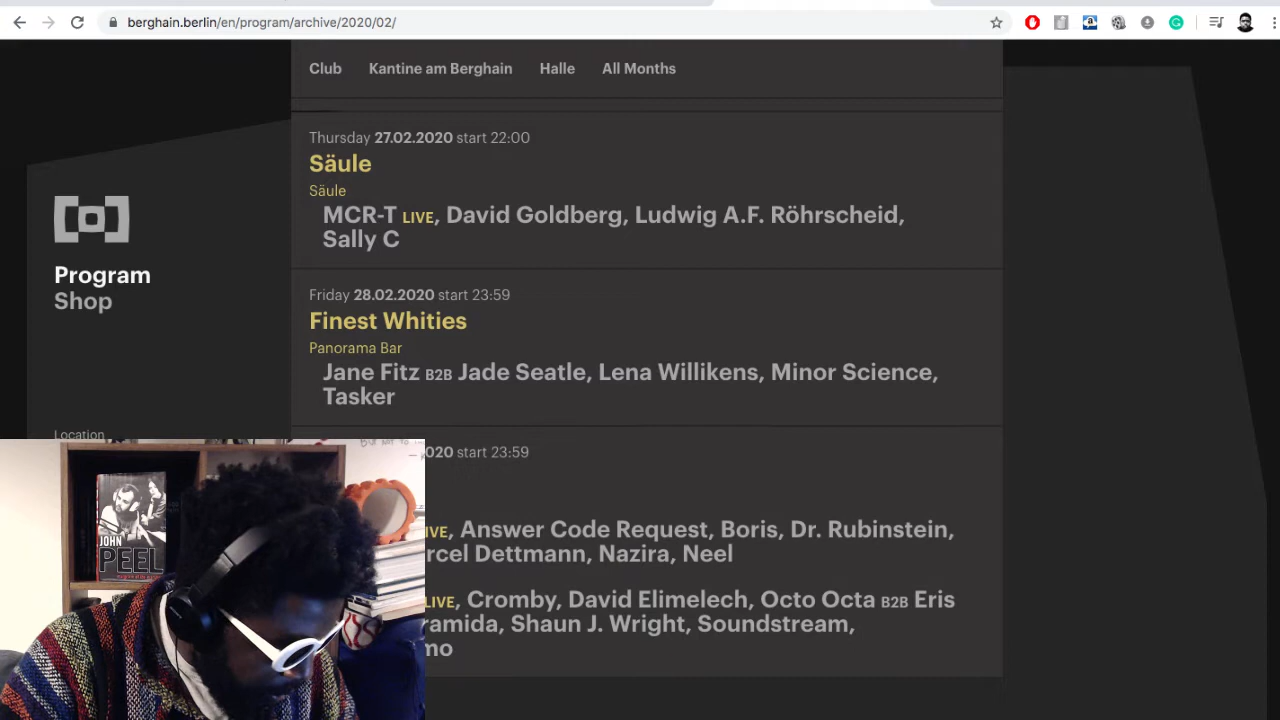 berghain.berlin/en/program/archive/2020/02/
Club Kantine am Berghain Halle All Months
Thursday 27.02.2020 start 22:00
Säule
Säule
MCR-T LIVE, David Goldberg, Ludwig A.F. Röhrscheid,
Sally C
Program
Shop
Friday 28.02.2020 start 23:59
Finest Whities
Panorama Bar
Jane Fitz B2B Jade Seatle, Lena Willikens, Minor Science,
Tasker
Location
020 start 23:59
IVE, Answer Code Request, Boris, Dr. Rubinstein,
rcel Dettmann, Nazira, Neel
LIVE, Cromby, David Elimelech, Octo Octa B2B Eris
ramida, Shaun J. Wright, Soundstream,
mo
JOHN
PEEL